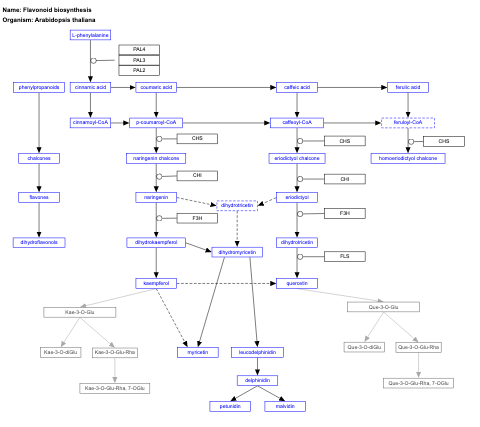 Name: Flavonoid biosynthesis
Organism: Arabidopsis thaliana
L-phenylalanine
PAL4
PAL3
PAL2
phenylpropanoids
cinnamic acid
coumaric acid
caffeic acid
ferulic acid
cinnamoyl-CoA
p-coumaroyl-CoA
caffeoyl-CoA
feruloyl-CoA
CHS
CHS
CHS
chalcones
naringenin chalcone
eriodictyol chalcone
homoeriodictyol chalcone
CHI
CHI
flavones
naringenin
dihydrotricetin
eriodictyol
F3H
F3H
dihydroflavonols
dihydrokaempferol
dihydromyricetin
dihydrotricetin
FLS
kaempferol
quercetin
Kae-3-O-Glu
Que-3-O-Glu
Kae-3-O-diGlu
Kae-3-O-Glu-Rha
myricetin
leucodelphinidin
Que-3-O-diGlu
Que-3-O-Glu-Rha
Kae-3-O-Glu-Rha, 7-OGlu
delphinidin
Que-3-O-Glu-Rha, 7-OGlu
petunidin
malvidin